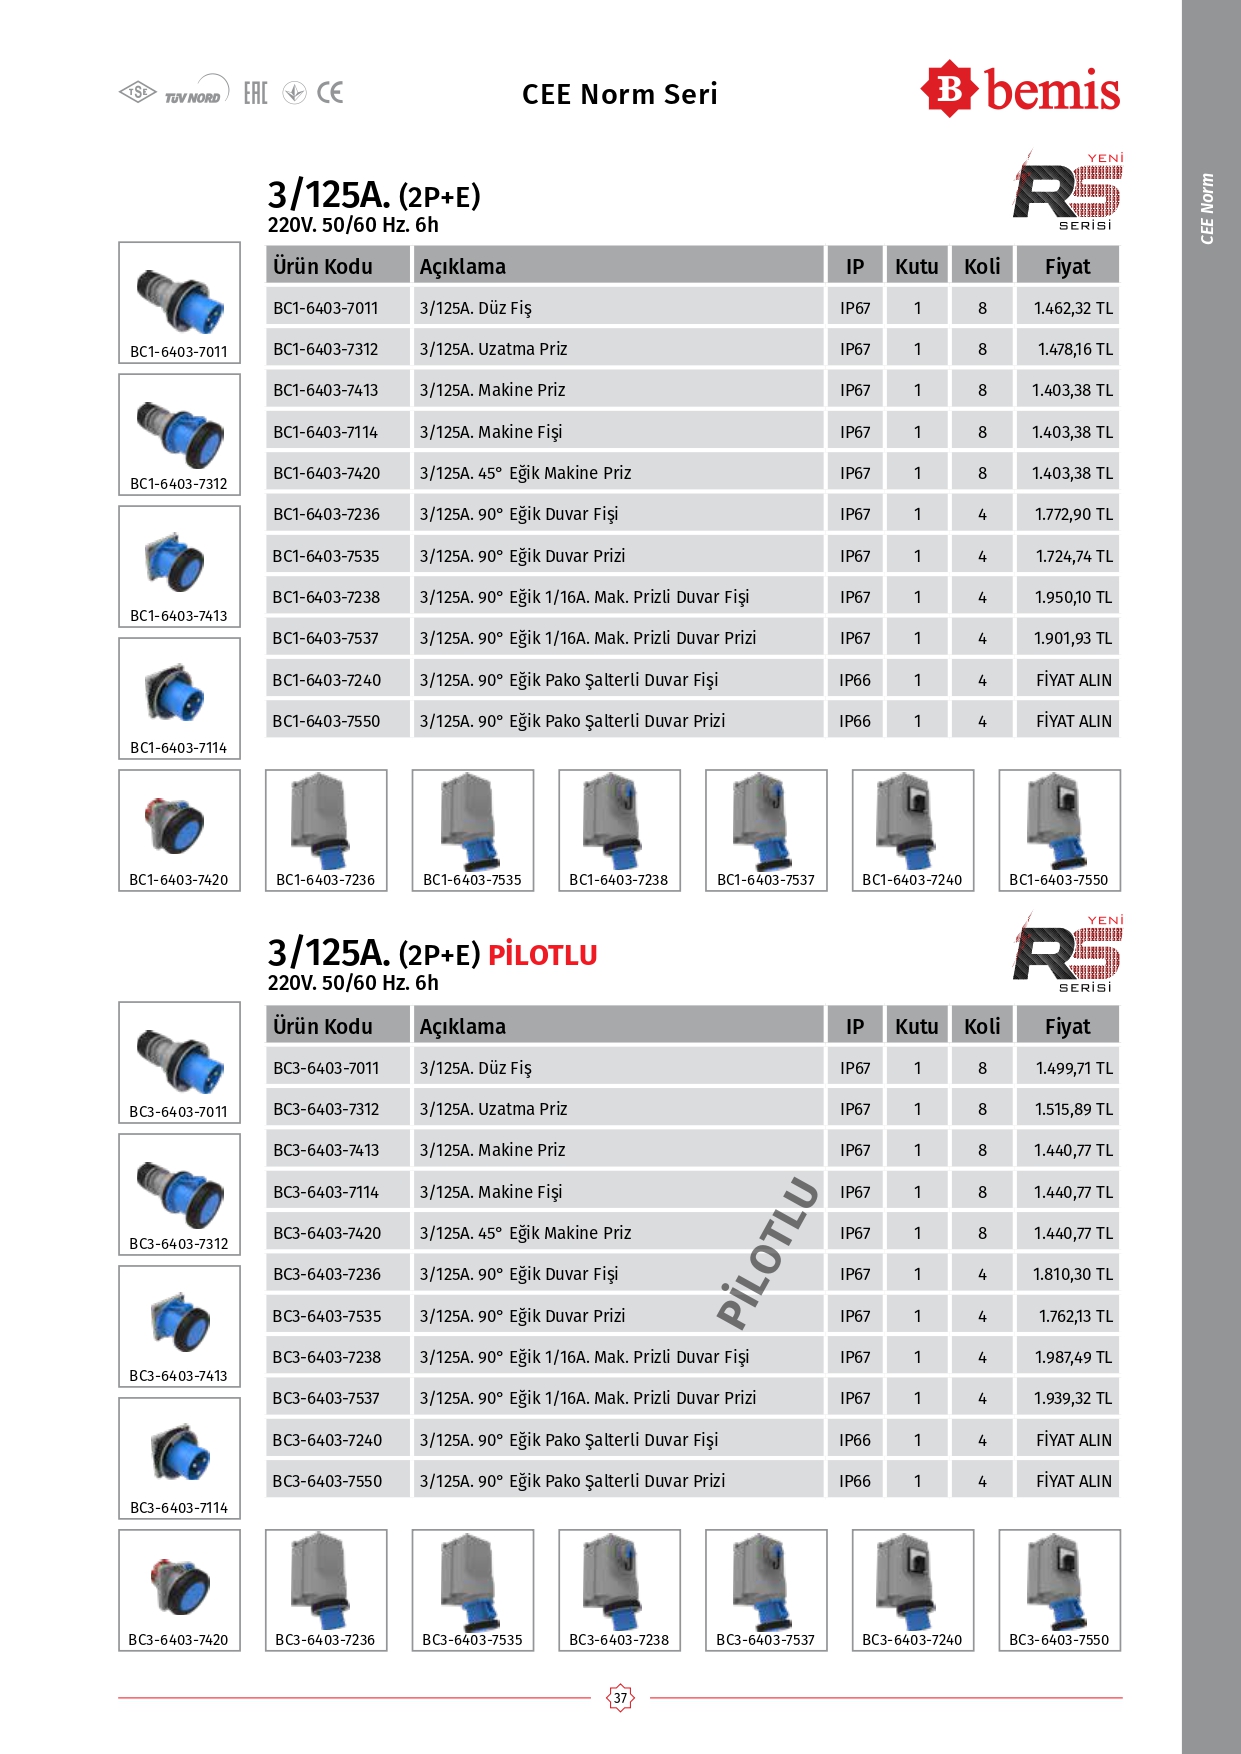 TSE TÜV NORD EAC CE
CEE Norm Seri
B bemis
CEE Norm
YENİ
RS
SERİSİ
3/125A. (2P+E)
220V. 50/60 Hz. 6h
Ürün Kodu Açıklama IP Kutu Koli Fiyat
BC1-6403-7011 3/125A. Düz Fiş IP67 1 8 1.462,32 TL
BC1-6403-7312 3/125A. Uzatma Priz IP67 1 8 1.478,16 TL
BC1-6403-7413 3/125A. Makine Priz IP67 1 8 1.403,38 TL
BC1-6403-7114 3/125A. Makine Fişi IP67 1 8 1.403,38 TL
BC1-6403-7420 3/125A. 45° Eğik Makine Priz IP67 1 8 1.403,38 TL
BC1-6403-7236 3/125A. 90° Eğik Duvar Fişi IP67 1 4 1.772,90 TL
BC1-6403-7535 3/125A. 90° Eğik Duvar Prizi IP67 1 4 1.724,74 TL
BC1-6403-7238 3/125A. 90° Eğik 1/16A. Mak. Prizli Duvar Fişi IP67 1 4 1.950,10 TL
BC1-6403-7537 3/125A. 90° Eğik 1/16A. Mak. Prizli Duvar Prizi IP67 1 4 1.901,93 TL
BC1-6403-7240 3/125A. 90° Eğik Pako Şalterli Duvar Fişi IP66 1 4 FİYAT ALIN
BC1-6403-7550 3/125A. 90° Eğik Pako Şalterli Duvar Prizi IP66 1 4 FİYAT ALIN
BC1-6403-7011
BC1-6403-7312
BC1-6403-7413
BC1-6403-7114
BC1-6403-7420 BC1-6403-7236 BC1-6403-7535 BC1-6403-7238 BC1-6403-7537 BC1-6403-7240 BC1-6403-7550
YENİ
RS
SERİSİ
3/125A. (2P+E) PİLOTLU
220V. 50/60 Hz. 6h
Ürün Kodu Açıklama IP Kutu Koli Fiyat
BC3-6403-7011 3/125A. Düz Fiş IP67 1 8 1.499,71 TL
BC3-6403-7312 3/125A. Uzatma Priz IP67 1 8 1.515,89 TL
BC3-6403-7413 3/125A. Makine Priz IP67 1 8 1.440,77 TL
BC3-6403-7114 3/125A. Makine Fişi IP67 1 8 1.440,77 TL
BC3-6403-7420 3/125A. 45° Eğik Makine Priz IP67 1 8 1.440,77 TL
BC3-6403-7236 3/125A. 90° Eğik Duvar Fişi IP67 1 4 1.810,30 TL
BC3-6403-7535 3/125A. 90° Eğik Duvar Prizi IP67 1 4 1.762,13 TL
BC3-6403-7238 3/125A. 90° Eğik 1/16A. Mak. Prizli Duvar Fişi IP67 1 4 1.987,49 TL
BC3-6403-7537 3/125A. 90° Eğik 1/16A. Mak. Prizli Duvar Prizi IP67 1 4 1.939,32 TL
BC3-6403-7240 3/125A. 90° Eğik Pako Şalterli Duvar Fişi IP66 1 4 FİYAT ALIN
BC3-6403-7550 3/125A. 90° Eğik Pako Şalterli Duvar Prizi IP66 1 4 FİYAT ALIN
PİLOTLU
BC3-6403-7011
BC3-6403-7312
BC3-6403-7413
BC3-6403-7114
BC3-6403-7420 BC3-6403-7236 BC3-6403-7535 BC3-6403-7238 BC3-6403-7537 BC3-6403-7240 BC3-6403-7550
37